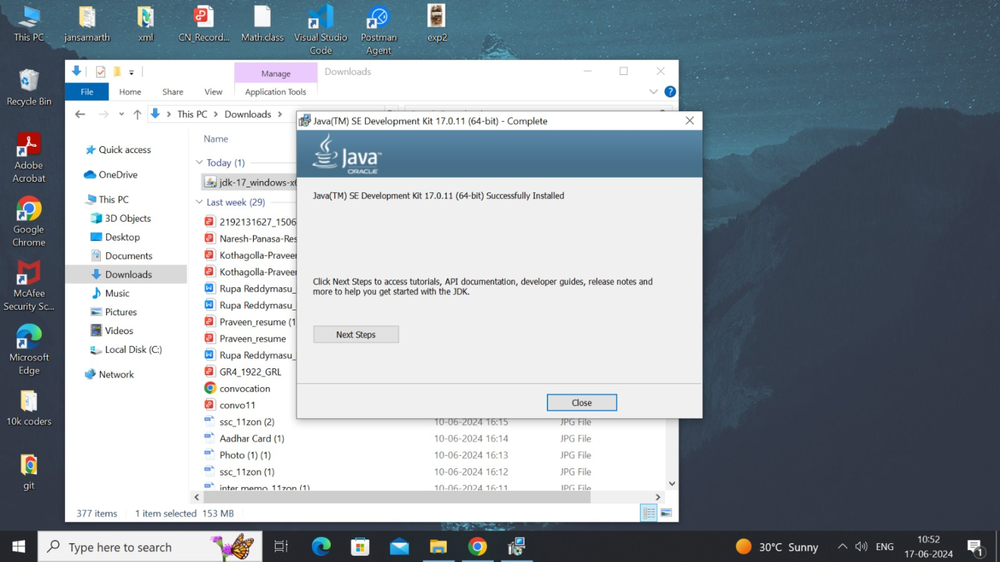 This PC
jansamarth
xml
CN_Record...
Math.class
Visual Studio
Code
Postman
Agent
exp2
Recycle Bin
Adobe
Acrobat
Google
Chrome
McAfee
Security Sc...
Microsoft
Edge
10k coders
git
Manage
Downloads
File
Home
Share
View
Application Tools
?
This PC > Downloads >
Quick access
OneDrive
This PC
3D Objects
Desktop
Documents
Downloads
Music
Pictures
Videos
Local Disk (C:)
Network
Name
Today (1)
jdk-17_windows-x6
Last week (29)
2192131627_1506
Naresh-Panasa-Res
Kothagolla-Praveen
Kothagolla-Praveen
Rupa Reddymasu_
Rupa Reddymasu_
Praveen_resume (1
Praveen_resume
Rupa Reddymasu_
GR4_1922_GRL
convocation
convo11
ssc_11zon (2) 10-06-2024 16:15 JPG File
Aadhar Card (1) 10-06-2024 16:14 JPG File
Photo (1) (1) 10-06-2024 16:13 JPG File
ssc_11zon (1) 10-06-2024 16:12 JPG File
inter memo_11zon (1) 10-06-2024 16:11 JPG File
377 items
1 item selected 153 MB
Java(TM) SE Development Kit 17.0.11 (64-bit) - Complete
Java™
ORACLE
Java(TM) SE Development Kit 17.0.11 (64-bit) Successfully Installed
Click Next Steps to access tutorials, API documentation, developer guides, release notes and
more to help you get started with the JDK.
Next Steps
Close
Type here to search
30°C Sunny
ENG
10:52
17-06-2024
1